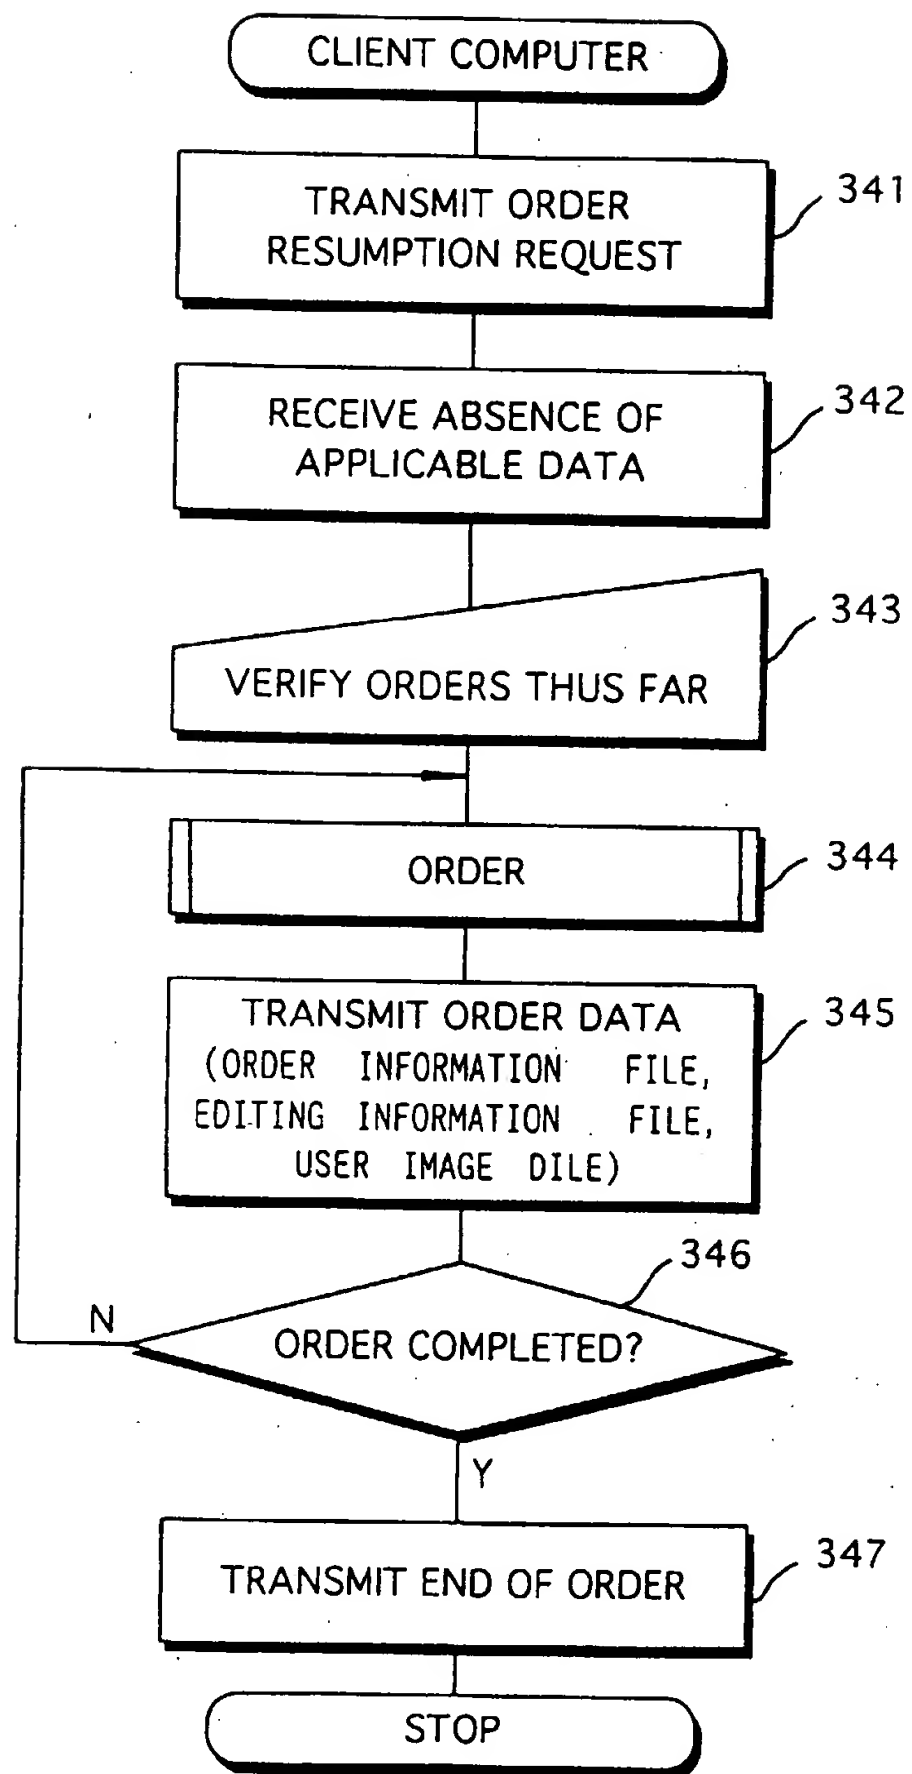 CLIENT COMPUTER
TRANSMIT ORDER
RESUMPTION REQUEST
341
RECEIVE ABSENCE OF
APPLICABLE DATA
342
VERIFY ORDERS THUS FAR
343
ORDER
344
TRANSMIT ORDER DATA
(ORDER INFORMATION FILE,
EDITING INFORMATION FILE,
USER IMAGE DILE)
345
ORDER COMPLETED?
346
N
Y
TRANSMIT END OF ORDER
347
STOP